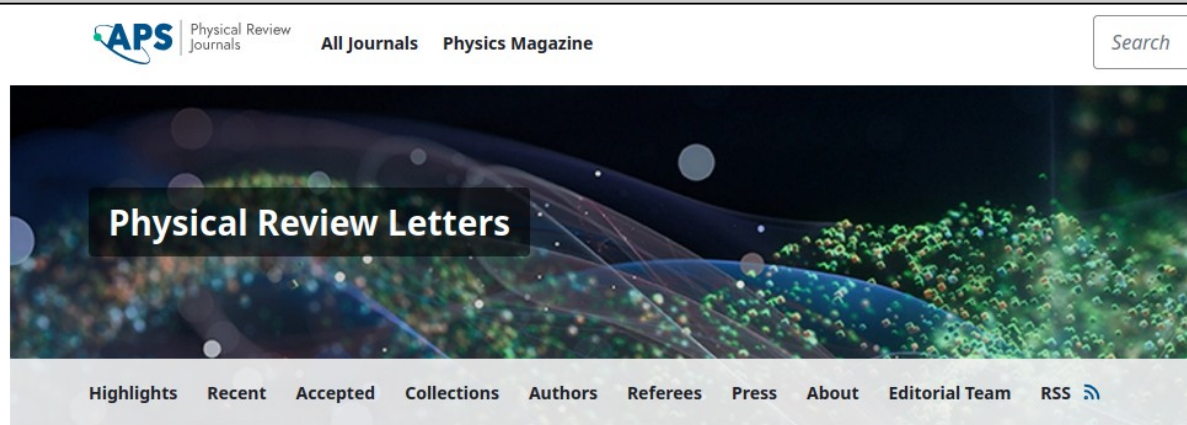 APS Physical Review Journals All Journals Physics Magazine Search
Physical Review Letters
Highlights Recent Accepted Collections Authors Referees Press About Editorial Team RSS